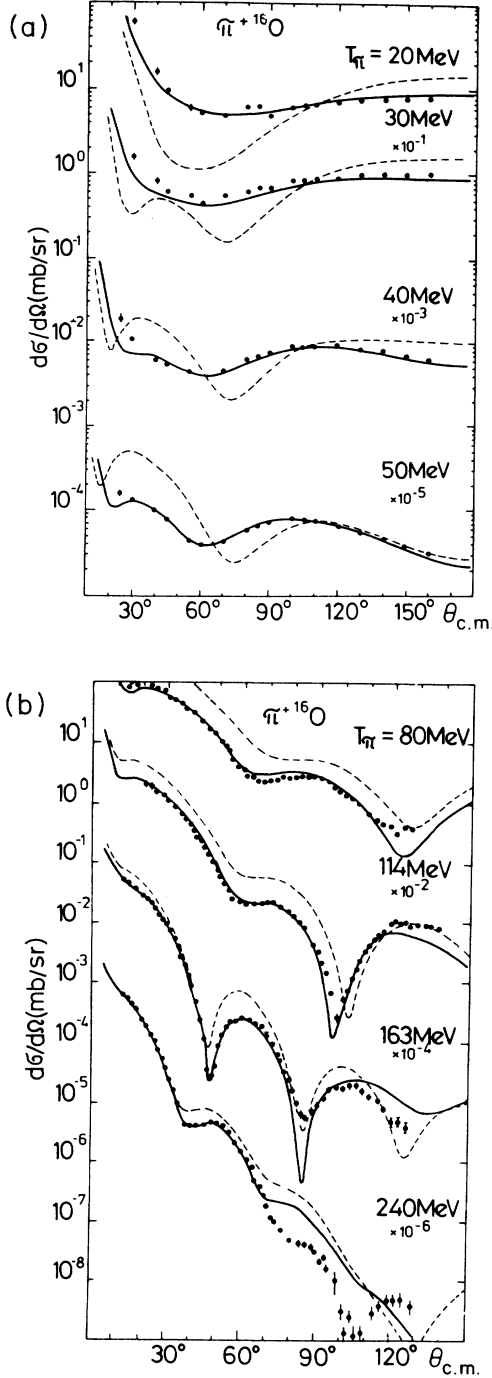 (a)
π̃ + ¹⁶O
T_π̃ = 20MeV
30MeV
×10⁻¹
40MeV
×10⁻³
50MeV
×10⁻⁵
dσ/dΩ(mb/sr)
10¹
10⁰
10⁻¹
10⁻²
10⁻³
10⁻⁴
30° 60° 90° 120° 150° θc.m.
(b)
π̃ + ¹⁶O
T_π̃ = 80MeV
114MeV
×10⁻²
163MeV
×10⁻⁴
240MeV
×10⁻⁶
dσ/dΩ(mb/sr)
10¹
10⁰
10⁻¹
10⁻²
10⁻³
10⁻⁴
10⁻⁵
10⁻⁶
10⁻⁷
10⁻⁸
30° 60° 90° 120° θc.m.